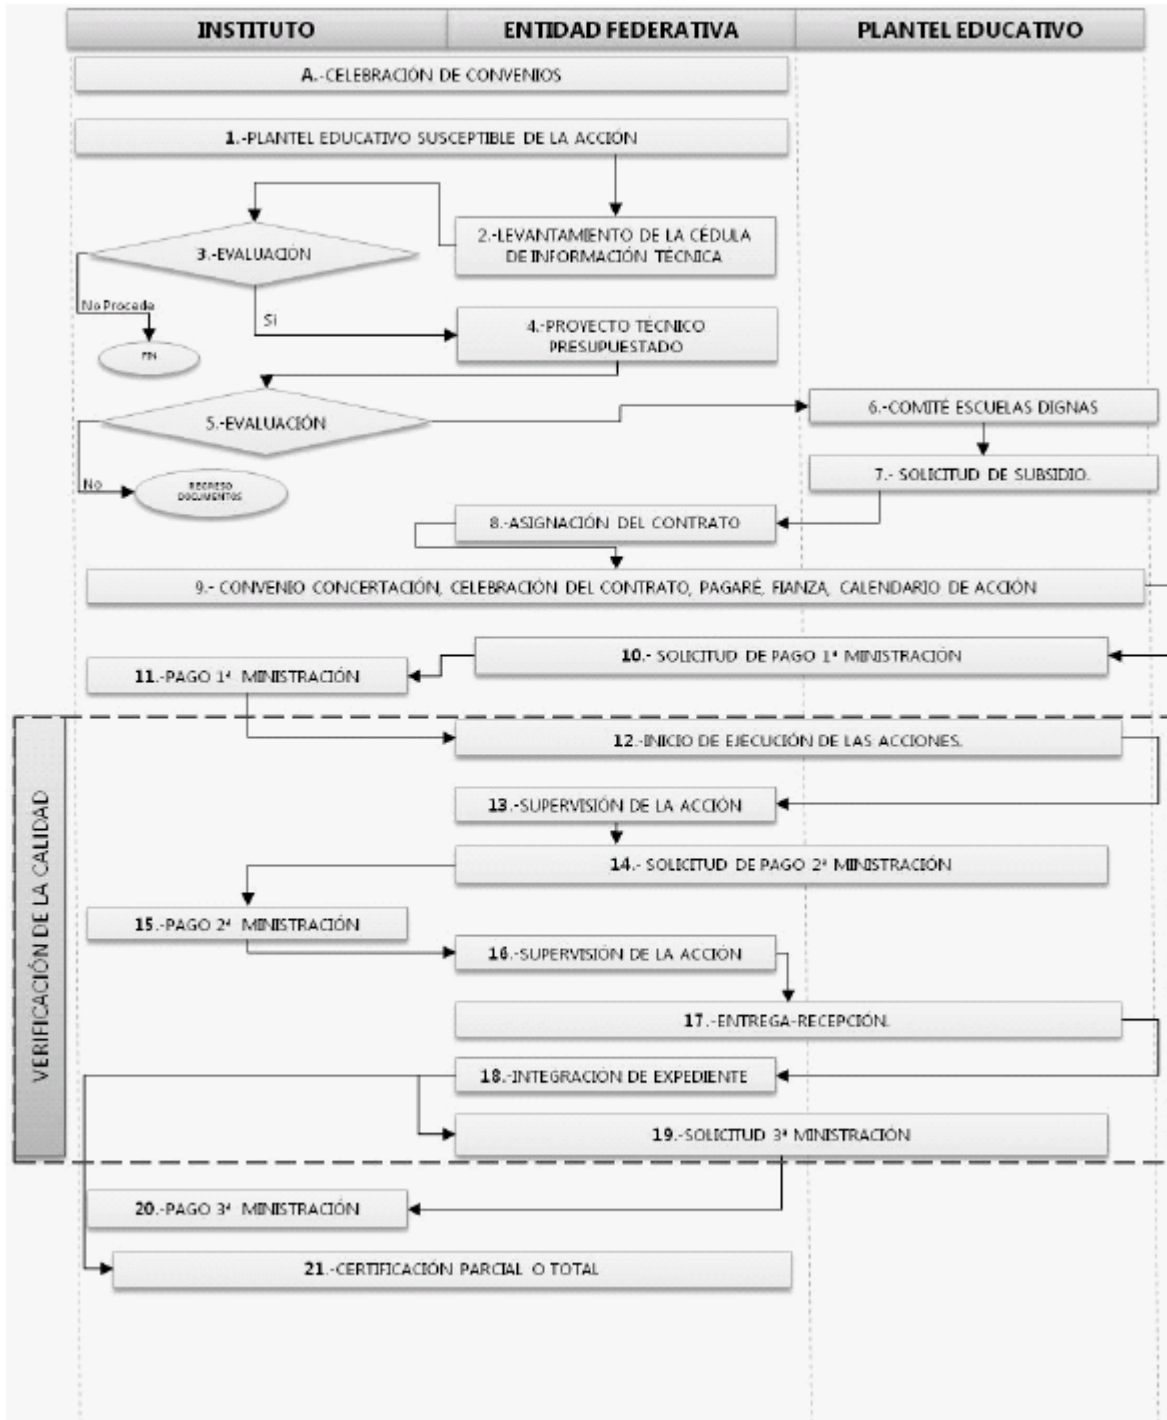 INSTITUTO
ENTIDAD FEDERATIVA
PLANTEL EDUCATIVO
A.-CELEBRACIÓN DE CONVENIOS
1.-PLANTEL EDUCATIVO SUSCEPTIBLE DE LA ACCIÓN
2.-LEVANTAMIENTO DE LA CÉDULA
DE INFORMACIÓN TÉCNICA
3.-EVALUACIÓN
No Procede
Si
FIN
4.-PROYECTO TÉCNICO
PRESUPUESTADO
5.-EVALUACIÓN
6.-COMITÉ ESCUELAS DIGNAS
7.- SOLICITUD DE SUBSIDIO.
No
REGRESO
DOCUMENTOS
8.-ASIGNACIÓN DEL CONTRATO
9.- CONVENIO CONCERTACIÓN, CELEBRACIÓN DEL CONTRATO, PAGARÉ, FIANZA, CALENDARIO DE ACCIÓN
10.- SOLICITUD DE PAGO 1ª MINISTRACIÓN
11.-PAGO 1ª MINISTRACIÓN
VERIFICACIÓN DE LA CALIDAD
12.-INICIO DE EJECUCIÓN DE LAS ACCIONES.
13.-SUPERVISIÓN DE LA ACCIÓN
14.- SOLICITUD DE PAGO 2ª MINISTRACIÓN
15.-PAGO 2ª MINISTRACIÓN
16.-SUPERVISIÓN DE LA ACCIÓN
17.-ENTREGA-RECEPCIÓN.
18.-INTEGRACIÓN DE EXPEDIENTE
19.-SOLICITUD 3ª MINISTRACIÓN
20.-PAGO 3ª MINISTRACIÓN
21.-CERTIFICACIÓN PARCIAL O TOTAL